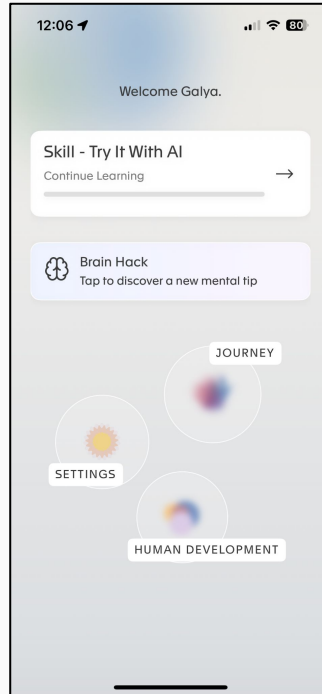 12:06
80
Welcome Galya.
Skill - Try It With AI
Continue Learning
Brain Hack
Tap to discover a new mental tip
JOURNEY
SETTINGS
HUMAN DEVELOPMENT